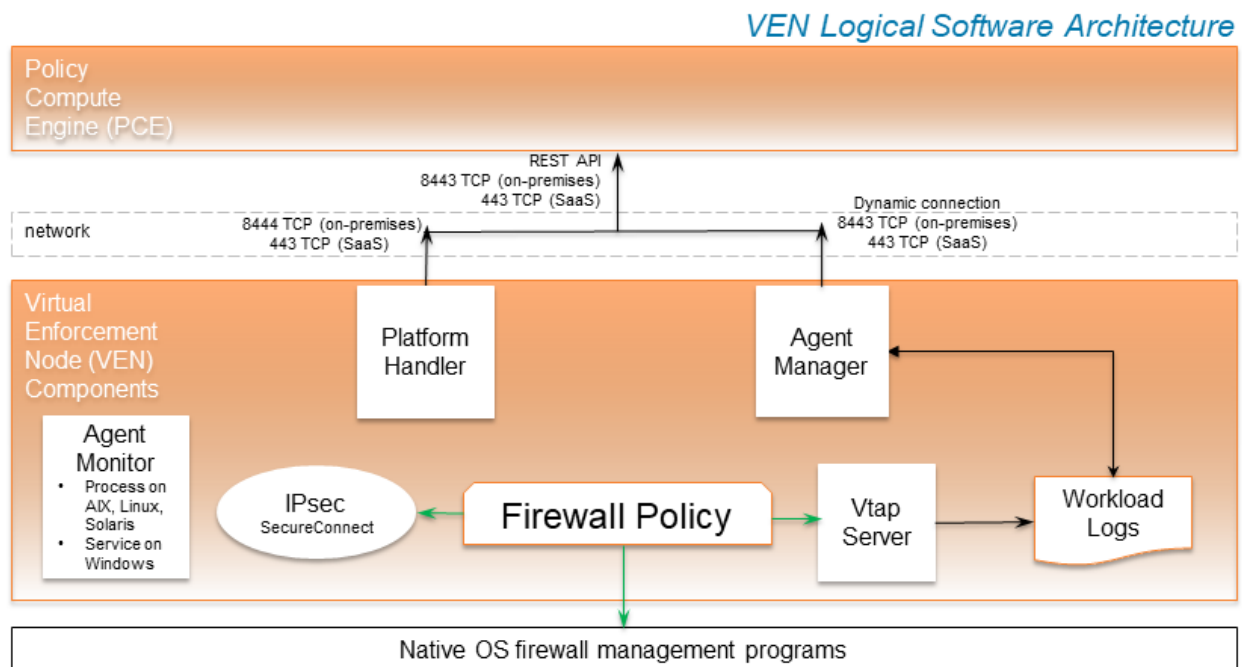 VEN Logical Software Architecture
Policy
Compute
Engine (PCE)
REST API
8443 TCP (on-premises)
443 TCP (SaaS)
network
8444 TCP (on-premises)
443 TCP (SaaS)
Dynamic connection
8443 TCP (on-premises)
443 TCP (SaaS)
Virtual
Enforcement
Node (VEN)
Components
Platform
Handler
Agent
Manager
Agent
Monitor
• Process on
AIX, Linux,
Solaris
• Service on
Windows
IPsec
SecureConnect
Firewall Policy
Vtap
Server
Workload
Logs
Native OS firewall management programs